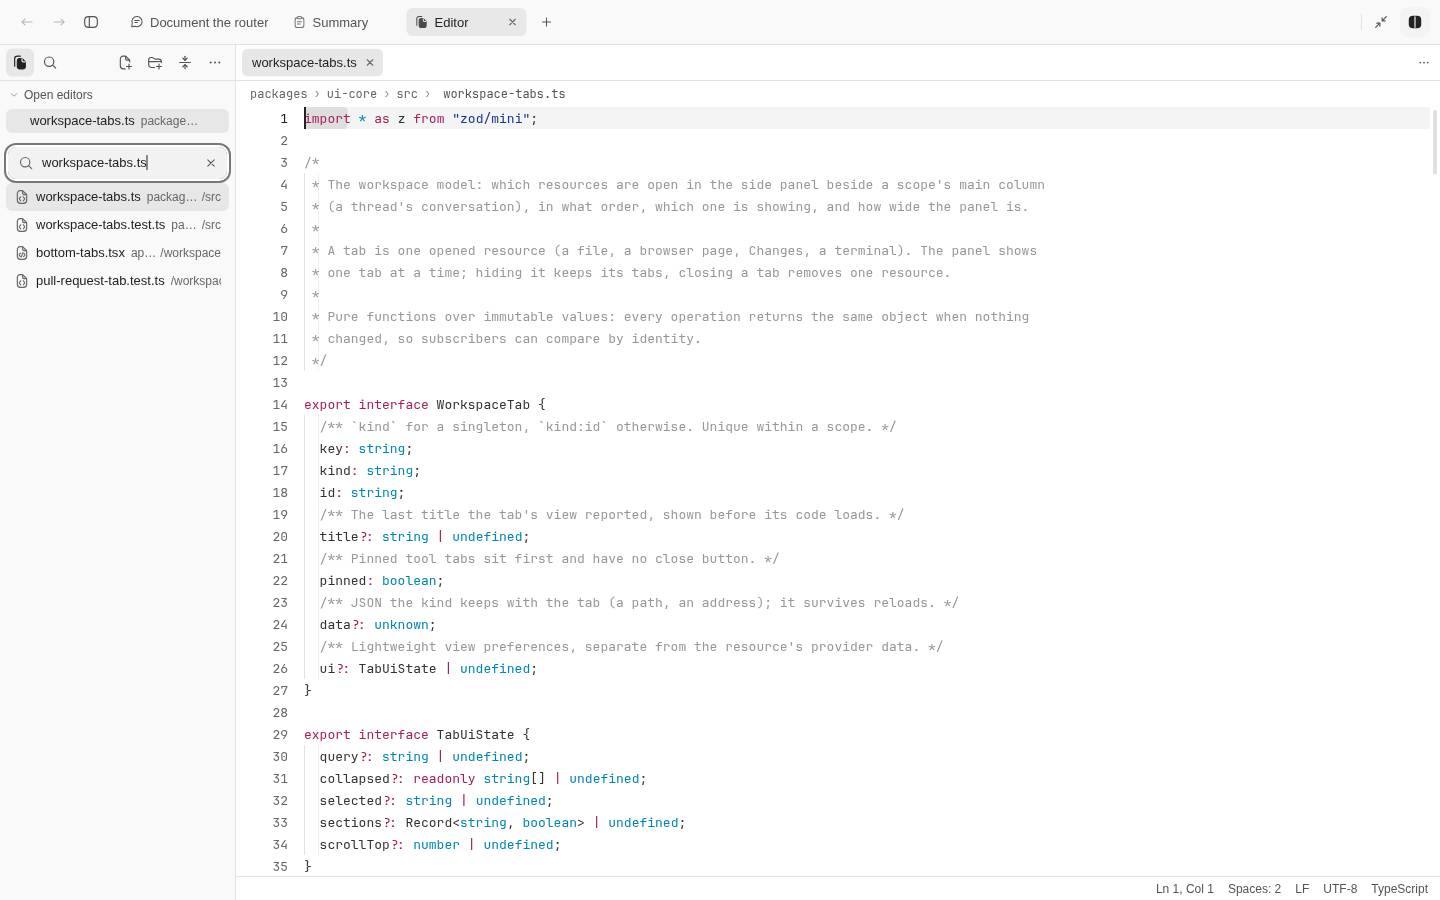 Document the router
Summary
Editor
Open editors
workspace-tabs.ts package…
workspace-tabs.ts
workspace-tabs.ts packag… /src
workspace-tabs.test.ts pa… /src
bottom-tabs.tsx ap… /workspace
pull-request-tab.test.ts /workspac
workspace-tabs.ts
packages › ui-core › src › workspace-tabs.ts
1 import * as z from "zod/mini";
2
3 /*
4 * The workspace model: which resources are open in the side panel beside a scope's main column
5 * (a thread's conversation), in what order, which one is showing, and how wide the panel is.
6 *
7 * A tab is one opened resource (a file, a browser page, Changes, a terminal). The panel shows
8 * one tab at a time; hiding it keeps its tabs, closing a tab removes one resource.
9 *
10 * Pure functions over immutable values: every operation returns the same object when nothing
11 * changed, so subscribers can compare by identity.
12 */
13
14 export interface WorkspaceTab {
15 /** `kind` for a singleton, `kind:id` otherwise. Unique within a scope. */
16 key: string;
17 kind: string;
18 id: string;
19 /** The last title the tab's view reported, shown before its code loads. */
20 title?: string | undefined;
21 /** Pinned tool tabs sit first and have no close button. */
22 pinned: boolean;
23 /** JSON the kind keeps with the tab (a path, an address); it survives reloads. */
24 data?: unknown;
25 /** Lightweight view preferences, separate from the resource's provider data. */
26 ui?: TabUiState | undefined;
27 }
28
29 export interface TabUiState {
30 query?: string | undefined;
31 collapsed?: readonly string[] | undefined;
32 selected?: string | undefined;
33 sections?: Record<string, boolean> | undefined;
34 scrollTop?: number | undefined;
35 }
Ln 1, Col 1 Spaces: 2 LF UTF-8 TypeScript